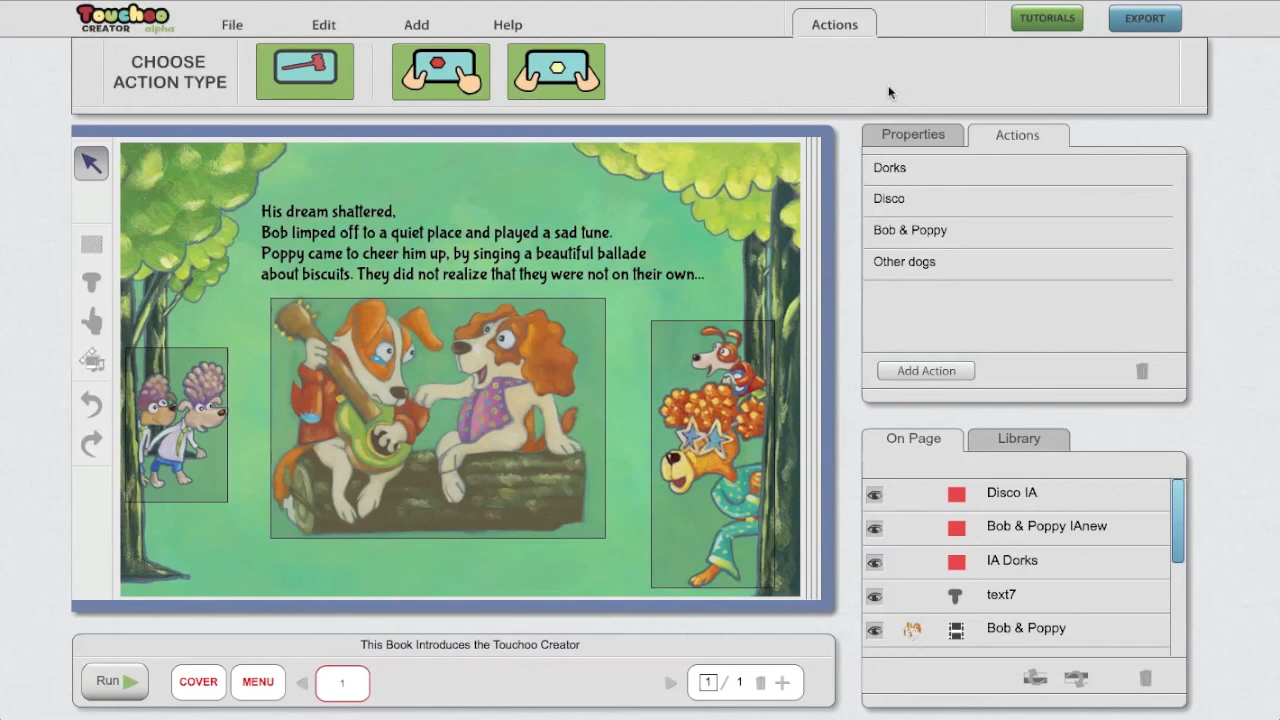 Touchoo
CREATOR alpha
File
Edit
Add
Help
Actions
TUTORIALS
EXPORT
CHOOSE
ACTION TYPE
Properties
Actions
Dorks
Disco
Bob & Poppy
Other dogs
Add Action
His dream shattered,
Bob limped off to a quiet place and played a sad tune.
Poppy came to cheer him up, by singing a beautiful ballade
about biscuits. They did not realize that they were not on their own...
On Page
Library
Disco IA
Bob & Poppy IAnew
IA Dorks
text7
Bob & Poppy
This Book Introduces the Touchoo Creator
Run
COVER
MENU
1
1 / 1